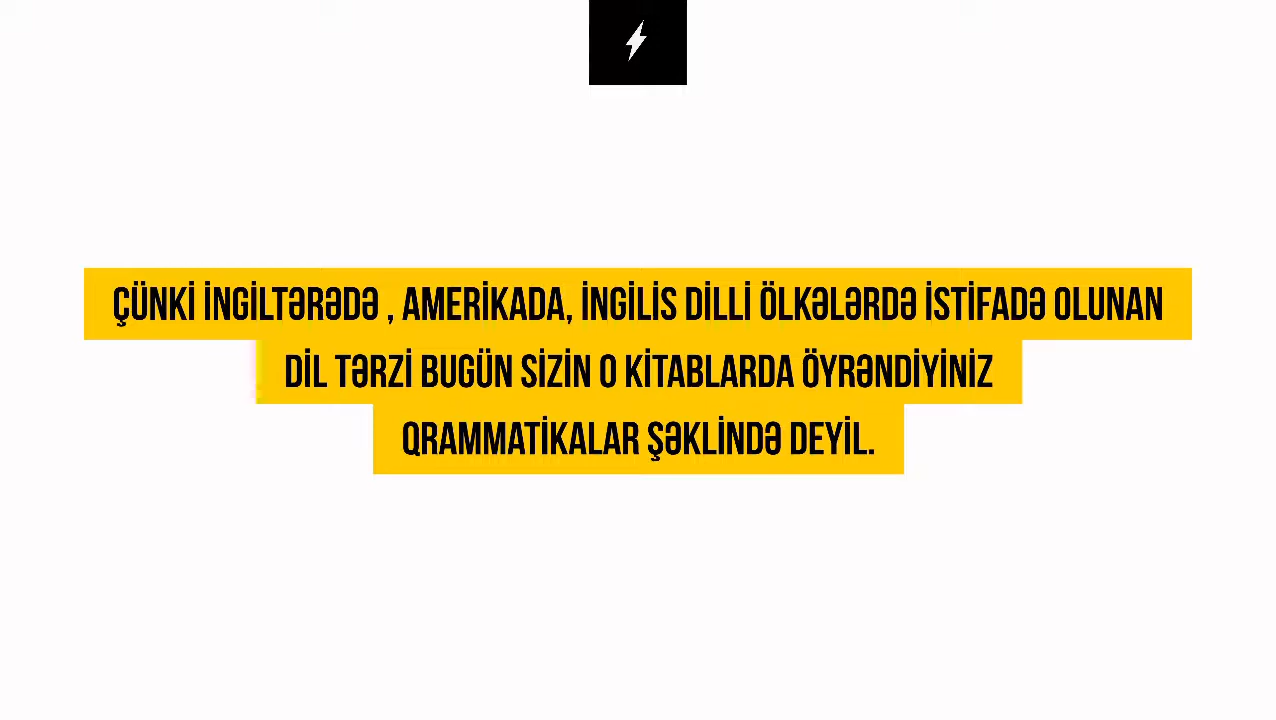 ÇÜNKİ İNGİLTƏRƏDƏ , AMERİKADA, İNGİLİS DİLLİ ÖLKƏLƏRDƏ İSTİFADƏ OLUNAN
DİL TƏRZİ BUGÜN SİZİN O KİTABLARDA ÖYRƏNDİYİNİZ
QRAMMATİKALAR ŞƏKLİNDƏ DEYİL.